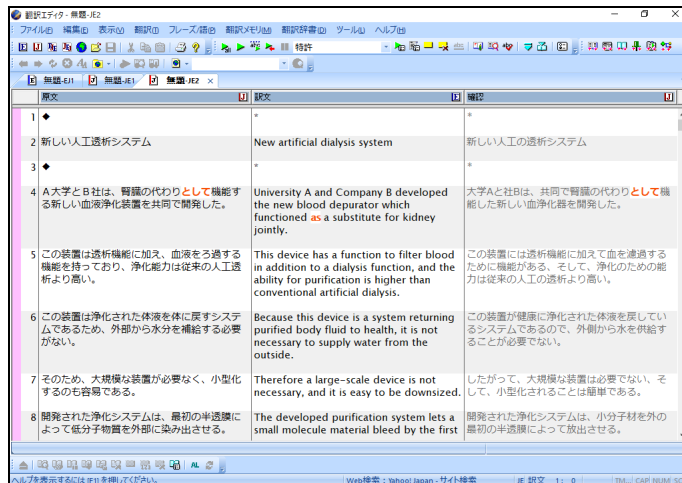 翻訳エディタ - 無題-JE2
ファイル(F) 編集(E) 表示(V) 翻訳(T) フレーズ/語(P) 翻訳メモリ(M) 翻訳辞書(D) ツール(L) ヘルプ(H)
特許
無題-EJ1 無題-JE1 無題-JE2 ×
原文 J 訳文 E 確認 J
1 ◆ * *
2 新しい人工透析システム New artificial dialysis system 新しい人工の透析システム
3 ◆ * *
4 A大学とB社は、腎臓の代わりとして機能す University A and Company B developed 大学Aと社Bは、共同で腎臓の代わりとして機
る新しい血液浄化装置を共同で開発した。 the new blood depurator which 能した新しい血浄化器を開発した。
functioned as a substitute for kidney
jointly.
5 この装置は透析機能に加え、血液をろ過する This device has a function to filter blood この装置には透析機能に加えて血を濾過する
機能を持っており、浄化能力は従来の人工透 in addition to a dialysis function, and the ために機能がある、そして、浄化のための能
析より高い。 ability for purification is higher than 力は従来の人工の透析より高い。
conventional artificial dialysis.
6 この装置は浄化された体液を体に戻すシステ Because this device is a system returning この装置が健康に浄化された体液を戻してい
ムであるため、外部から水分を補給する必要 purified body fluid to health, it is not るシステムであるので、外側から水を供給す
がない。 necessary to supply water from the ることが必要でない。
outside.
7 そのため、大規模な装置が必要なく、小型化 Therefore a large-scale device is not したがって、大規模な装置は必要でない、そ
するのも容易である。 necessary, and it is easy to be downsized. して、小型化されることは簡単である。
8 開発された浄化システムは、最初の半透膜に The developed purification system lets a 開発された浄化システムは、小分子材を外の
よって低分子物質を外部に染み出させる。 small molecule material bleed by the first 最初の半透膜によって放出させる。
AL
ヘルプを表示するには [F1] を押してください。 Web検索 : Yahoo! Japan - サイト検索 JE 訳文 1: 0 TM... CAP NUM SC